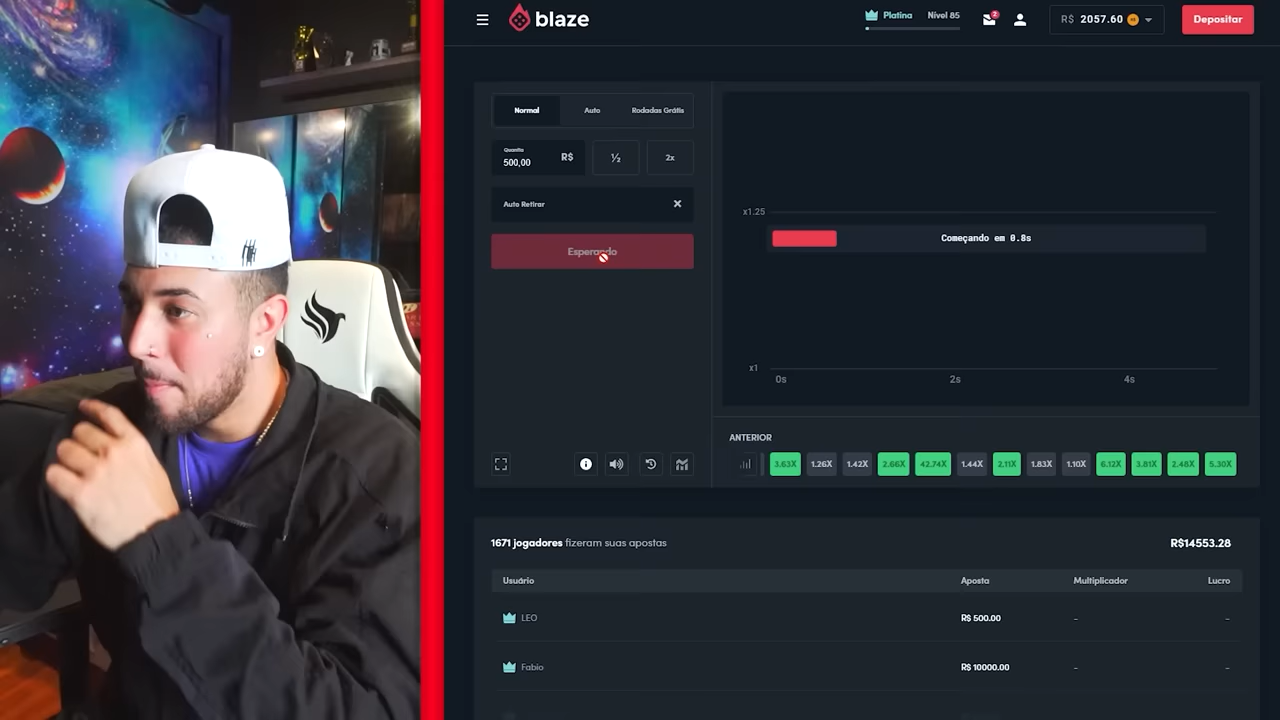 blaze
Platina Nível 85
2
R$ 2057.60
Depositar
Normal Auto Rodadas Grátis
Quantia
500,00 R$ ½ 2x
Auto Retirar
Esperando
x1.25
Começando em 0.8s
x1
0s 2s 4s
ANTERIOR
3.63X 1.26X 1.42X 2.66X 42.74X 1.44X 2.11X 1.83X 1.10X 6.12X 3.81X 2.48X 5.30X
1671 jogadores fizeram suas apostas R$14553.28
Usuário Aposta Multiplicador Lucro
LEO R$ 500.00 - -
Fabio R$ 10000.00 - -